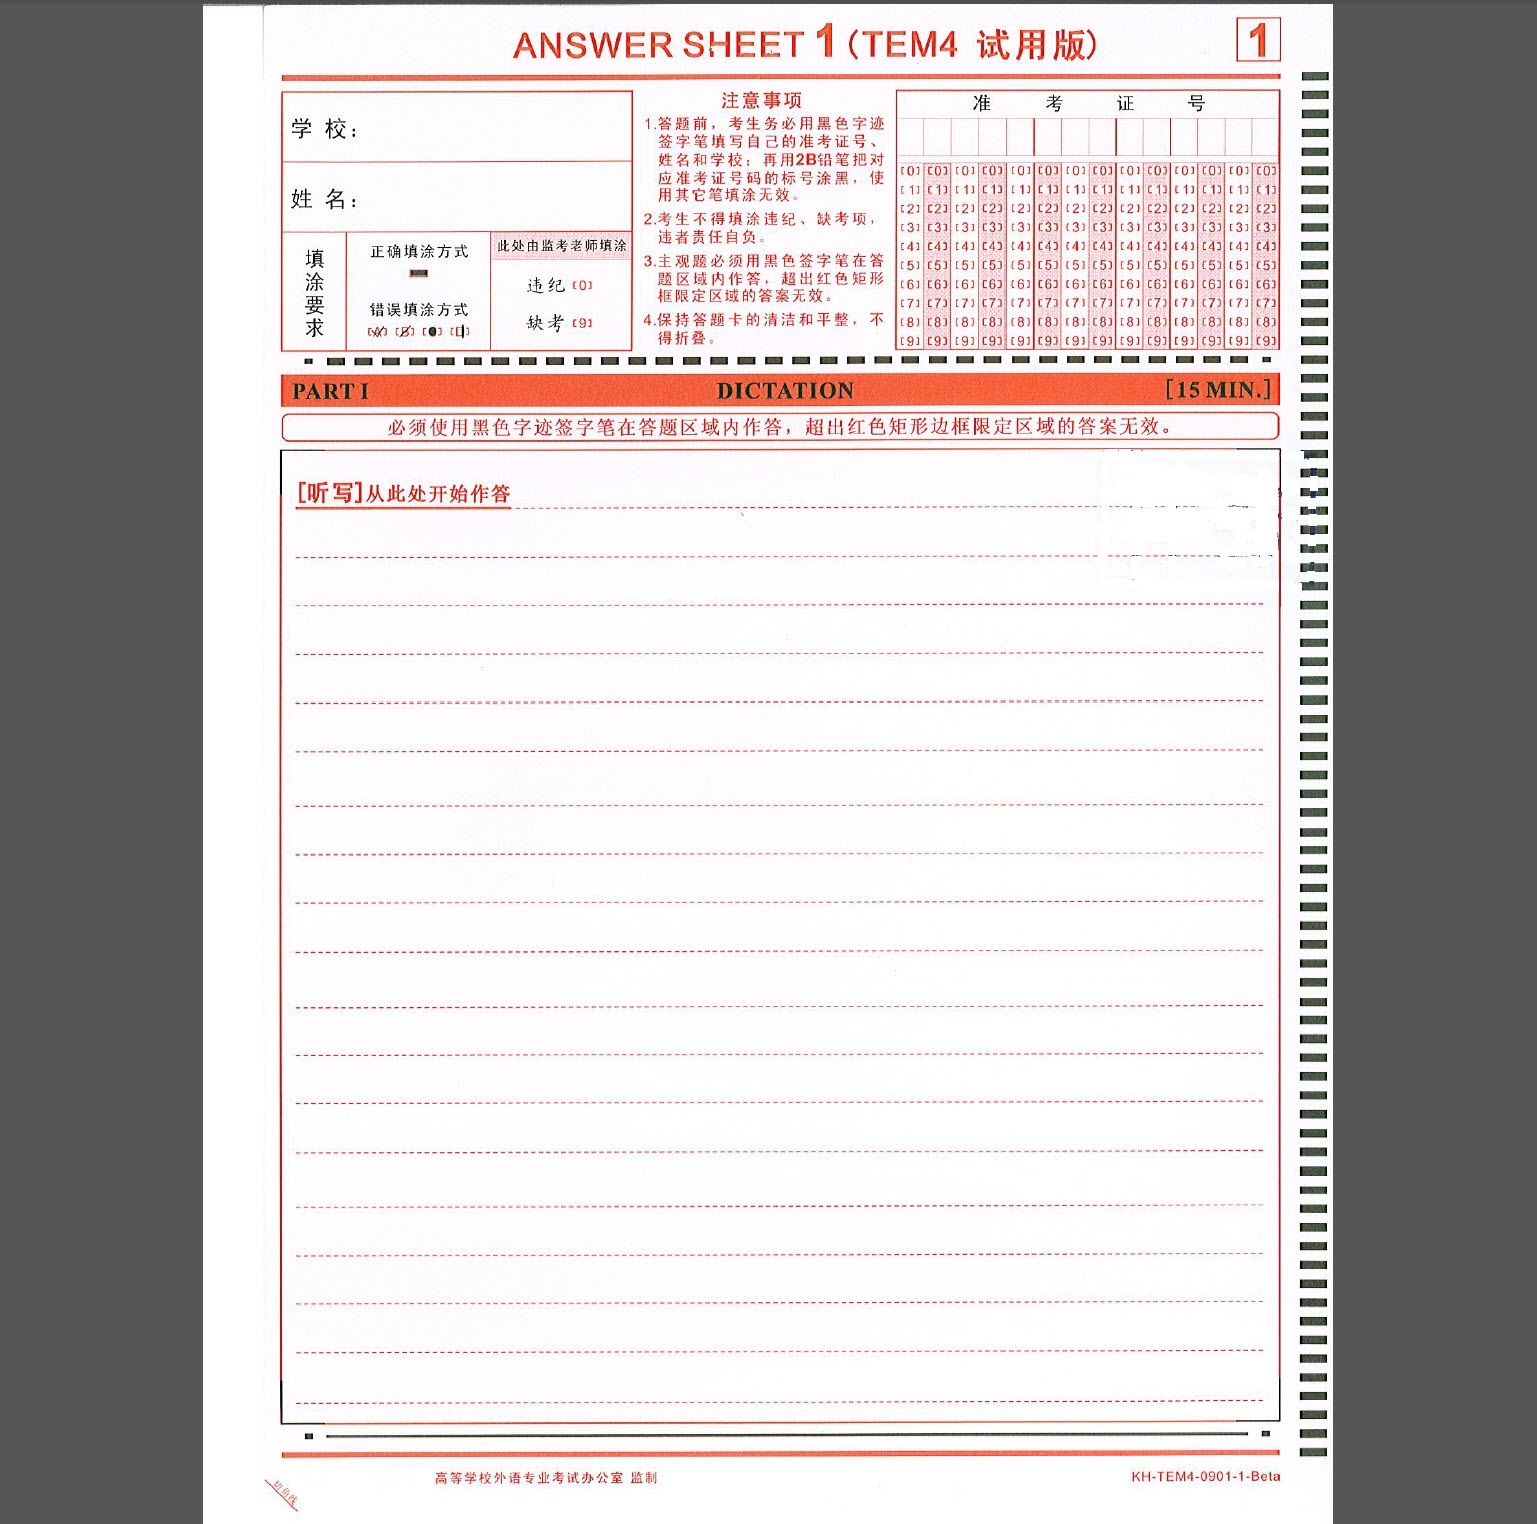 ANSWER SHEET 1 (TEM4 试用版)
1
学 校：
姓 名：
填涂要求
正确填涂方式
错误填涂方式
此处由监考老师填涂
违纪 [0]
缺考 [9]
注意事项
1.答题前，考生务必用黑色字迹
签字笔填写自己的准考证号、
姓名和学校；再用2B铅笔把对
应准考证号码的标号涂黑，使
用其它笔填涂无效。
2.考生不得填涂违纪、缺考项，
违者责任自负。
3.主观题必须用黑色签字笔在答
题区域内作答，超出红色矩形
框限定区域的答案无效。
4.保持答题卡的清洁和平整，不
得折叠。
准 考 证 号
[0] [0] [0] [0] [0] [0] [0] [0] [0] [0] [0] [0] [0] [0]
[1] [1] [1] [1] [1] [1] [1] [1] [1] [1] [1] [1] [1] [1]
[2] [2] [2] [2] [2] [2] [2] [2] [2] [2] [2] [2] [2] [2]
[3] [3] [3] [3] [3] [3] [3] [3] [3] [3] [3] [3] [3] [3]
[4] [4] [4] [4] [4] [4] [4] [4] [4] [4] [4] [4] [4] [4]
[5] [5] [5] [5] [5] [5] [5] [5] [5] [5] [5] [5] [5] [5]
[6] [6] [6] [6] [6] [6] [6] [6] [6] [6] [6] [6] [6] [6]
[7] [7] [7] [7] [7] [7] [7] [7] [7] [7] [7] [7] [7] [7]
[8] [8] [8] [8] [8] [8] [8] [8] [8] [8] [8] [8] [8] [8]
[9] [9] [9] [9] [9] [9] [9] [9] [9] [9] [9] [9] [9] [9]
PART I DICTATION [15 MIN.]
必须使用黑色字迹签字笔在答题区域内作答，超出红色矩形边框限定区域的答案无效。
[听写]从此处开始作答
高等学校外语专业考试办公室 监制
KH-TEM4-0901-1-Beta
切角线